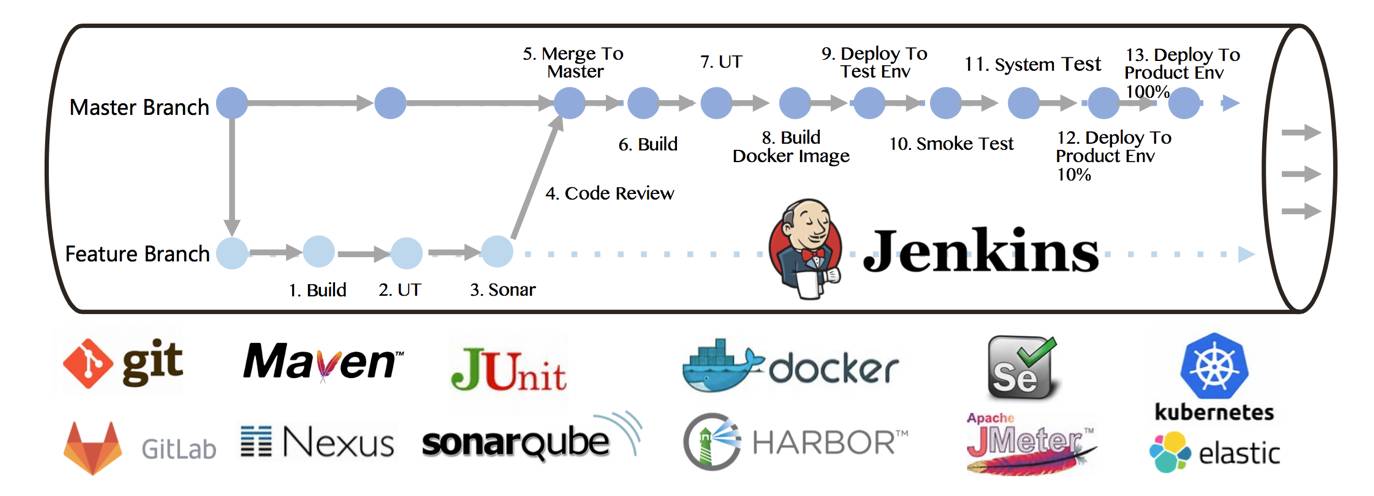 5. Merge To
Master
7. UT
9. Deploy To
Test Env
11. System Test
13. Deploy To
Product Env
100%
Master Branch
6. Build
8. Build
Docker Image
10. Smoke Test
12. Deploy To
Product Env
10%
4. Code Review
Feature Branch
Jenkins
1. Build
2. UT
3. Sonar
git
Maven™
JUnit
docker
Se
kubernetes
GitLab
Nexus
sonarqube
HARBOR™
Apache
JMeter™
elastic